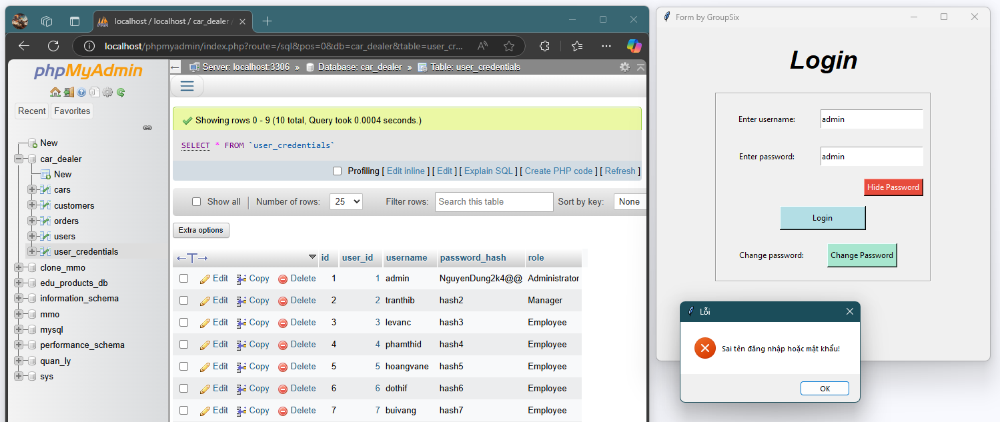 localhost / localhost / car_dealer /
localhost/phpmyadmin/index.php?route=/sql&pos=0&db=car_dealer&table=user_cr...
phpMyAdmin
Recent
Favorites
New
car_dealer
New
cars
customers
orders
users
user_credentials
clone_mmo
edu_products_db
information_schema
mmo
mysql
performance_schema
quan_ly
sys
Server: localhost:3306 » Database: car_dealer » Table: user_credentials
Showing rows 0 - 9 (10 total, Query took 0.0004 seconds.)
SELECT * FROM `user_credentials`
Profiling [ Edit inline ] [ Edit ] [ Explain SQL ] [ Create PHP code ] [ Refresh ]
Show all | Number of rows: 25 Filter rows: Search this table Sort by key: None
Extra options
←T→ id user_id username password_hash role
Edit Copy Delete 1 1 admin NguyenDung2k4@@ Administrator
Edit Copy Delete 2 2 tranthib hash2 Manager
Edit Copy Delete 3 3 levanc hash3 Employee
Edit Copy Delete 4 4 phamthid hash4 Employee
Edit Copy Delete 5 5 hoangvane hash5 Employee
Edit Copy Delete 6 6 dothif hash6 Employee
Edit Copy Delete 7 7 buivang hash7 Employee
Form by GroupSix
Login
Enter username: admin
Enter password: admin
Hide Password
Login
Change password: Change Password
Lỗi
Sai tên đăng nhập hoặc mật khẩu!
OK